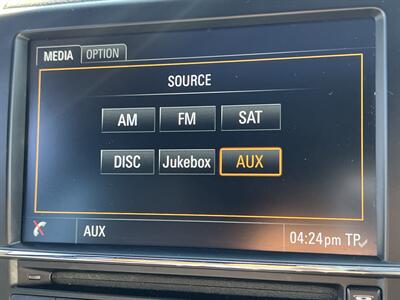 MEDIA OPTION
SOURCE
AM FM SAT
DISC Jukebox AUX
AUX 04:24pm TP